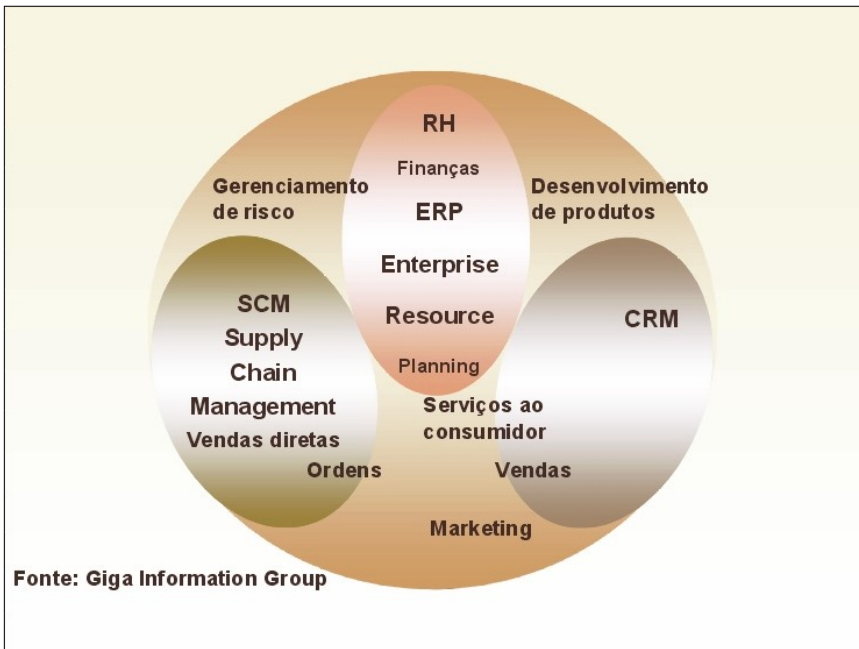 RH
Finanças
ERP
Enterprise
Resource
Planning
Gerenciamento
de risco
Desenvolvimento
de produtos
SCM
Supply
Chain
Management
Vendas diretas
Ordens
CRM
Serviços ao
consumidor
Vendas
Marketing
Fonte: Giga Information Group